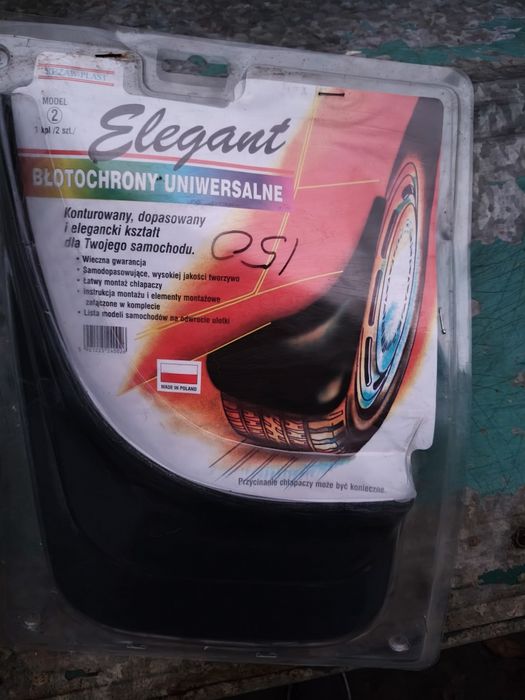 REZAW-PLAST
MODEL
2
1 kpl /2 szt./
Elegant
BŁOTOCHRONY UNIWERSALNE
Konturowany, dopasowany
i elegancki kształt
dla Twojego samochodu.
150
• Wieczna gwarancja
• Samodopasowujące, wysokiej jakości tworzywo
• Łatwy montaż chlapaczy
• Instrukcja montażu i elementy montażowe
załączone w komplecie
• Lista modeli samochodów na odwrocie ulotki
MADE IN POLAND
Przycinanie chlapaczy może być konieczne.